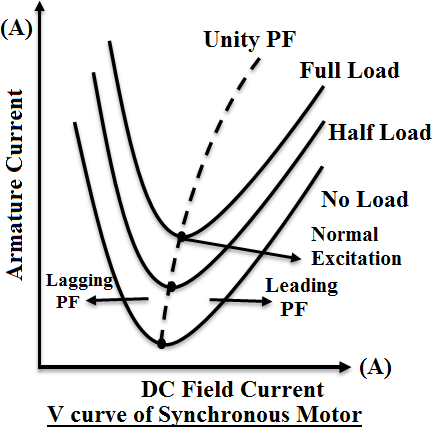 (A)
Unity PF
Full Load
Half Load
No Load
Normal
Excitation
Lagging
PF
Leading
PF
Armature Current
(A)
DC Field Current
V curve of Synchronous Motor